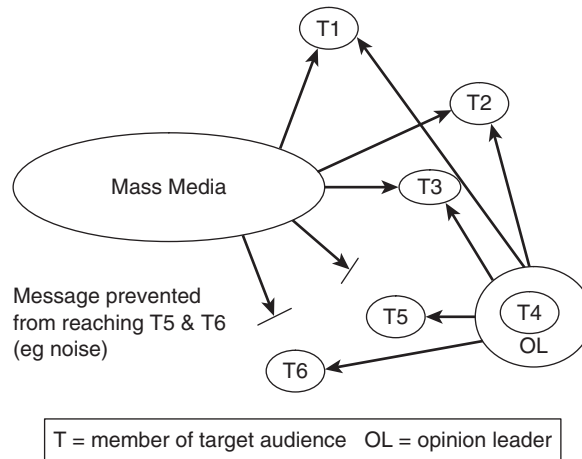 T1
T2
Mass Media
T3
Message prevented
from reaching T5 & T6
(eg noise)
T5
T4
OL
T6
T = member of target audience OL = opinion leader